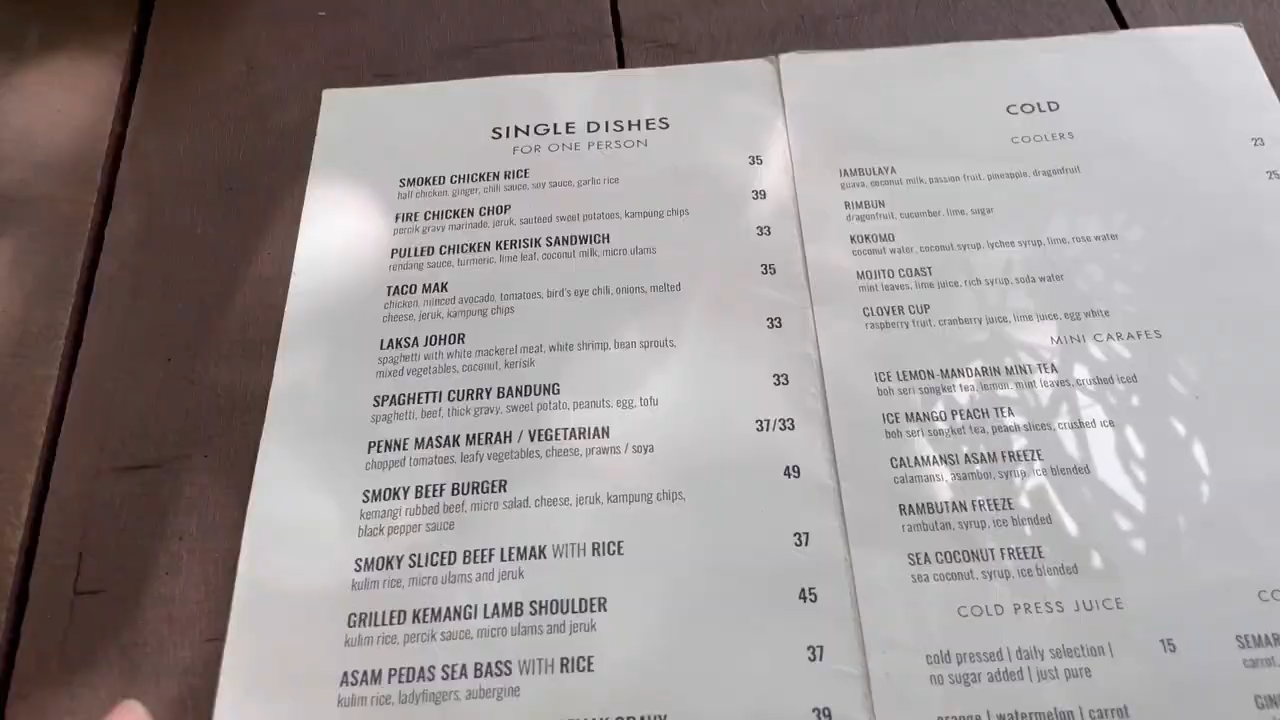 SINGLE DISHES
FOR ONE PERSON
SMOKED CHICKEN RICE 35
half chicken, ginger, chili sauce, soy sauce, garlic rice
FIRE CHICKEN CHOP 39
percik gravy marinade, jeruk, sauteed sweet potatoes, kampung chips
PULLED CHICKEN KERISIK SANDWICH 33
rendang sauce, turmeric, lime leaf, coconut milk, micro ulams
TACO MAK 35
chicken, minced avocado, tomatoes, bird's eye chili, onions, melted
cheese, jeruk, kampung chips
LAKSA JOHOR 33
spaghetti with white mackerel meat, white shrimp, bean sprouts,
mixed vegetables, coconut, kerisik
SPAGHETTI CURRY BANDUNG 33
spaghetti, beef, thick gravy, sweet potato, peanuts, egg, tofu
PENNE MASAK MERAH / VEGETARIAN 37/33
chopped tomatoes, leafy vegetables, cheese, prawns / soya
SMOKY BEEF BURGER 49
kemangi rubbed beef, micro salad, cheese, jeruk, kampung chips,
black pepper sauce
SMOKY SLICED BEEF LEMAK WITH RICE 37
kulim rice, micro ulams and jeruk
GRILLED KEMANGI LAMB SHOULDER 45
kulim rice, percik sauce, micro ulams and jeruk
ASAM PEDAS SEA BASS WITH RICE 37
kulim rice, ladyfingers, aubergine
39
COLD
COOLERS
23
JAMBULAYA 25
guava, coconut milk, passion fruit, pineapple, dragonfruit
RIMBUN
dragonfruit, cucumber, lime, sugar
KOKOMO
coconut water, coconut syrup, lychee syrup, lime, rose water
MOJITO COAST
mint leaves, lime juice, rich syrup, soda water
CLOVER CUP
raspberry fruit, cranberry juice, lime juice, egg white
MINI CARAFES
ICE LEMON-MANDARIN MINT TEA
boh seri songket tea, lemon, mint leaves, crushed iced
ICE MANGO PEACH TEA
boh seri songket tea, peach slices, crushed ice
CALAMANSI ASAM FREEZE
calamansi, asamboi, syrup, ice blended
RAMBUTAN FREEZE
rambutan, syrup, ice blended
SEA COCONUT FREEZE
sea coconut, syrup, ice blended
COLD PRESS JUICE
cold pressed | daily selection | 15
no sugar added | just pure
orange | watermelon | carrot
CO
SEMAR
carrot,
GIN